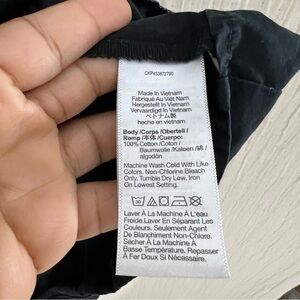 CKP453872790
Made In Vietnam
Fabriqué Au Viêt Nam
Hergestellt In Vietnam
Vervaardigd In Vietnam
ベトナム製
hecho en vietnam
Body /Corps /Oberteil /
Romp /本体 /Cuerpo:
100% Cotton /Coton /
Baumwolle /Katoen /綿 /
algodón
Machine Wash Cold With Like
Colors. Non-Chlorine Bleach
Only. Tumble Dry Low, Iron
On Lowest Setting.
Laver À La Machine À L'eau
Froide.Laver En Séparant Les
Couleurs. Seulement Agent
De Blanchiment Non-Chlore.
Sécher À La Machine À
Basse Température. Repasser
À Fer Doux Si Nécessaire.